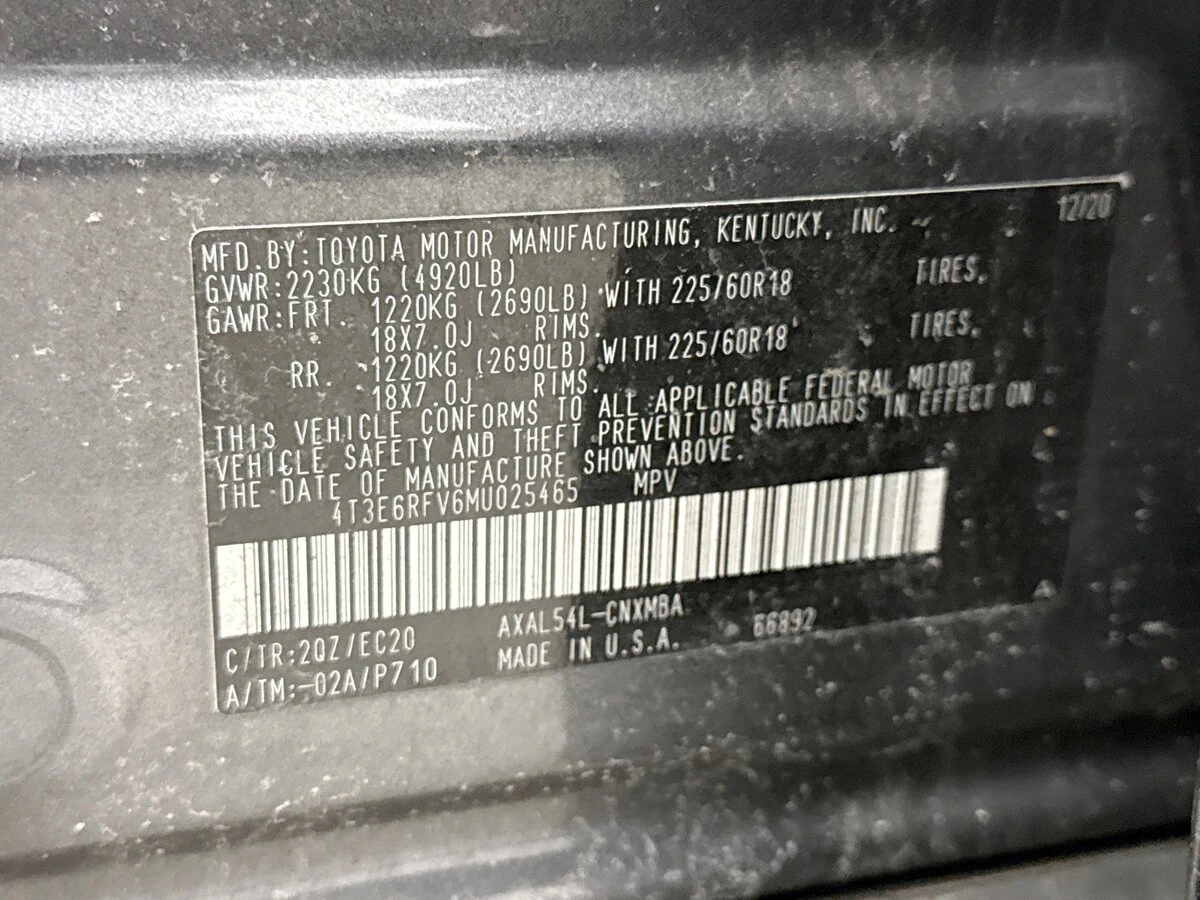 12/20
MFD.BY:TOYOTA MOTOR MANUFACTURING, KENTUCKY, INC.
GVWR:2230KG (4920LB)
GAWR:FRT. 1220KG (2690LB) WITH 225/60R18 TIRES,
18X7.0J RIMS.
RR. 1220KG (2690LB) WITH 225/60R18 TIRES,
18X7.0J RIMS.
THIS VEHICLE CONFORMS TO ALL APPLICABLE FEDERAL MOTOR
VEHICLE SAFETY AND THEFT PREVENTION STANDARDS IN EFFECT ON
THE DATE OF MANUFACTURE SHOWN ABOVE.
4T3E6RFV6MU025465 MPV
C/TR:2QZ/EC20 AXAL54L-CNXMBA 66892
A/TM:-02A/P710 MADE IN U.S.A.